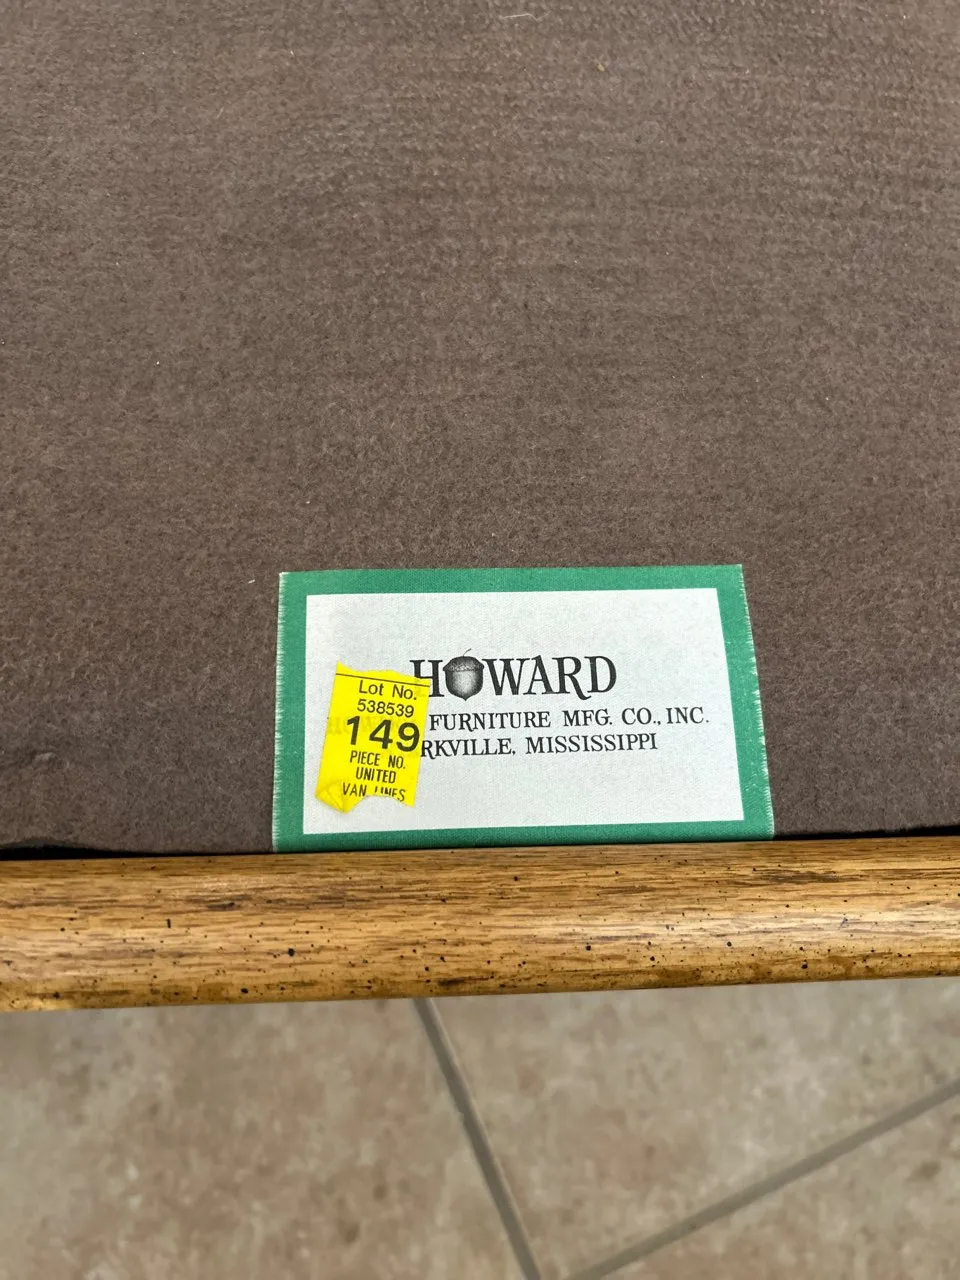 HOWARD
FURNITURE MFG. CO., INC.
RKVILLE, MISSISSIPPI
Lot No.
538539
149
PIECE NO.
UNITED
VAN LINES